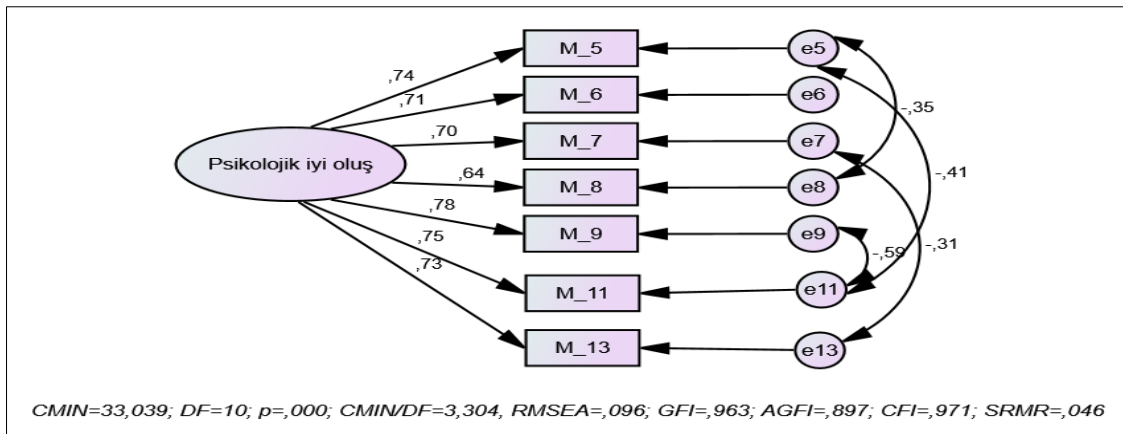 M_5
e5
,74
M_6
e6
,71
-,35
M_7
e7
,70
Psikolojik iyi oluş
,64
M_8
e8
-,41
,78
M_9
e9
,75
-,59
-,31
,73
M_11
e11
M_13
e13
CMIN=33,039; DF=10; p=,000; CMIN/DF=3,304, RMSEA=,096; GFI=,963; AGFI=,897; CFI=,971; SRMR=,046